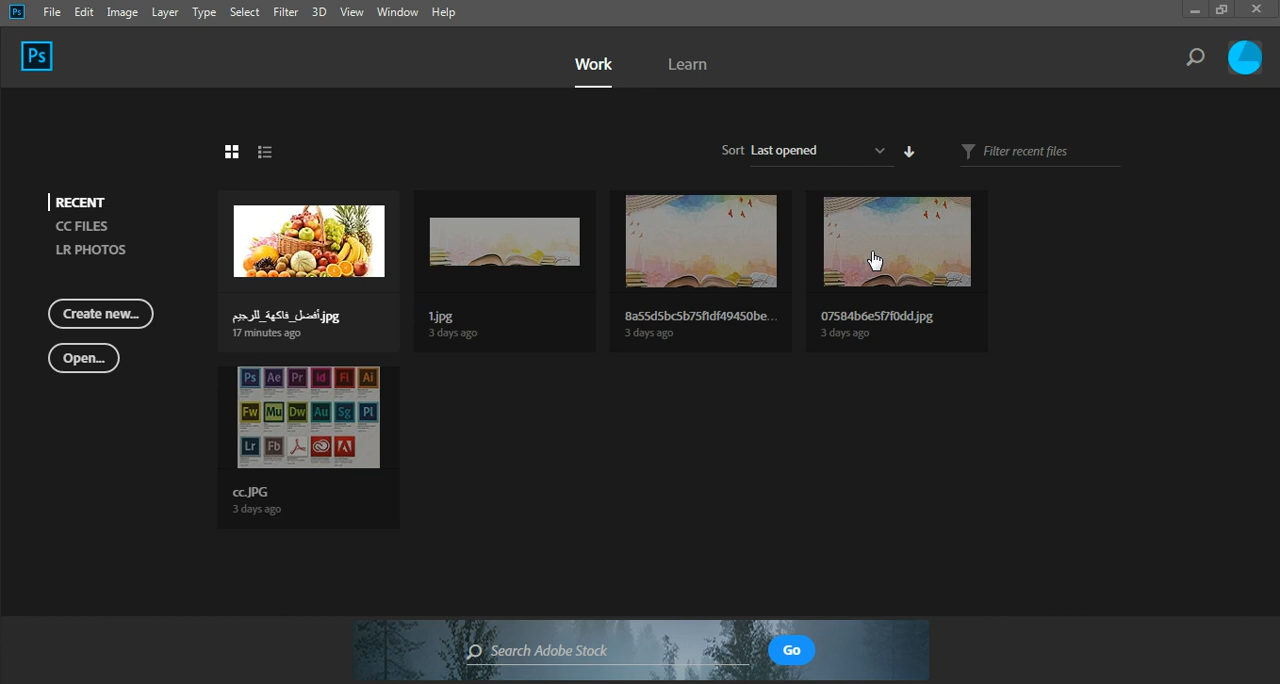 Ps File Edit Image Layer Type Select Filter 3D View Window Help
Ps Work Learn
Sort Last opened Filter recent files
RECENT
CC FILES
LR PHOTOS
Create new...
Open...
أفضل_فاكهة_للرجيم.jpg
17 minutes ago
1.jpg
3 days ago
8a55d5bc5b75f1df49450be...
3 days ago
07584b6e5f7f0dd.jpg
3 days ago
Ps Ae Pr Id Fl Ai
Fw Mu Dw Au Sg Pl
Lr Fb
cc.JPG
3 days ago
Search Adobe Stock Go